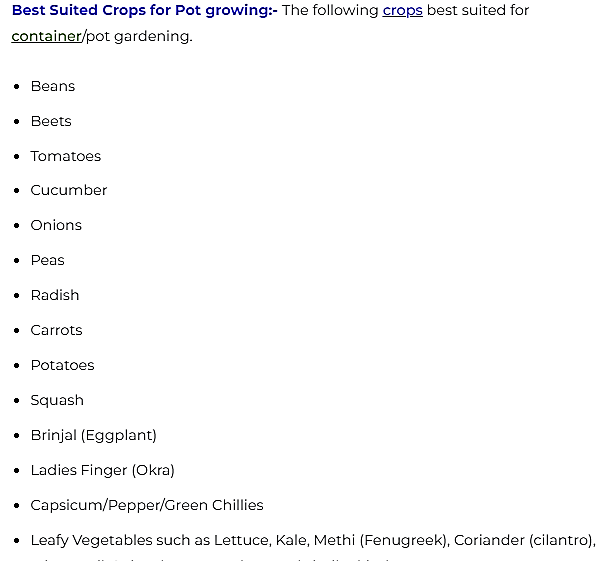 Best Suited Crops for Pot growing:- The following crops best suited for
container/pot gardening.
Beans
Beets
Tomatoes
Cucumber
Onions
Peas
Radish
Carrots
Potatoes
Squash
Brinjal (Eggplant)
Ladies Finger (Okra)
Capsicum/Pepper/Green Chillies
Leafy Vegetables such as Lettuce, Kale, Methi (Fenugreek), Coriander (cilantro),